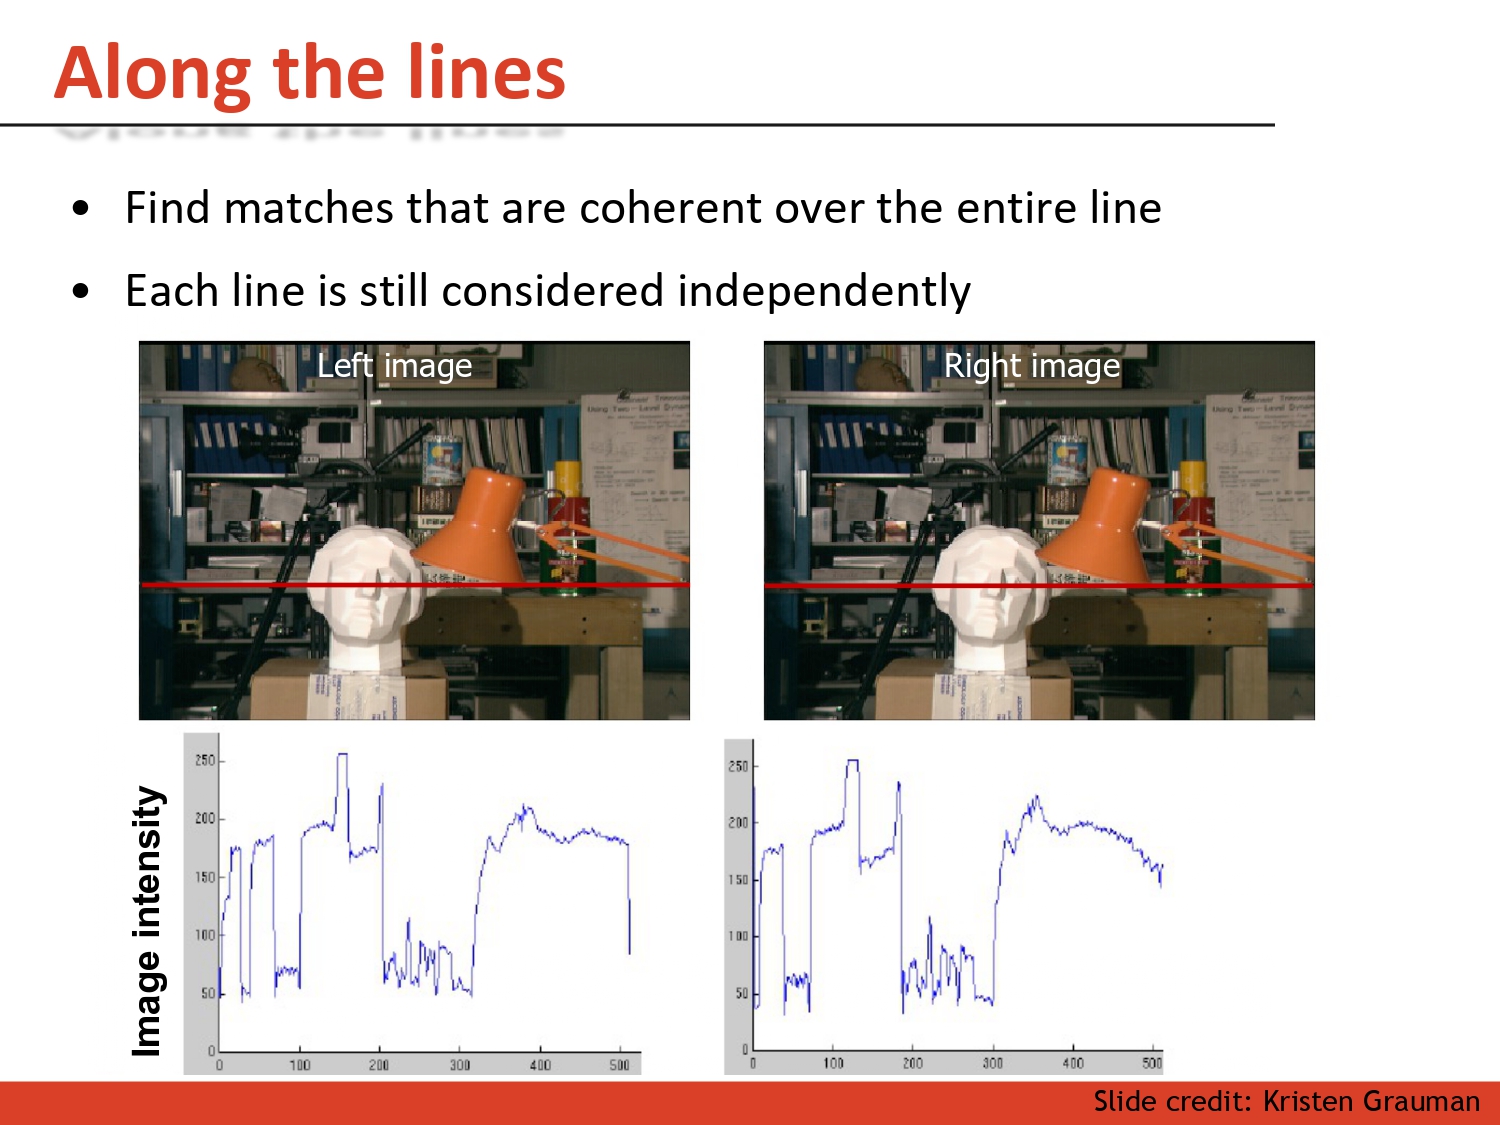 Along the lines
• Find matches that are coherent over the entire line
• Each line is still considered independently
Left image
Right image
Image intensity
250
200
150
100
50
0
0 100 200 300 400 500
250
200
150
100
50
0
0 100 200 300 400 500
Slide credit: Kristen Grauman